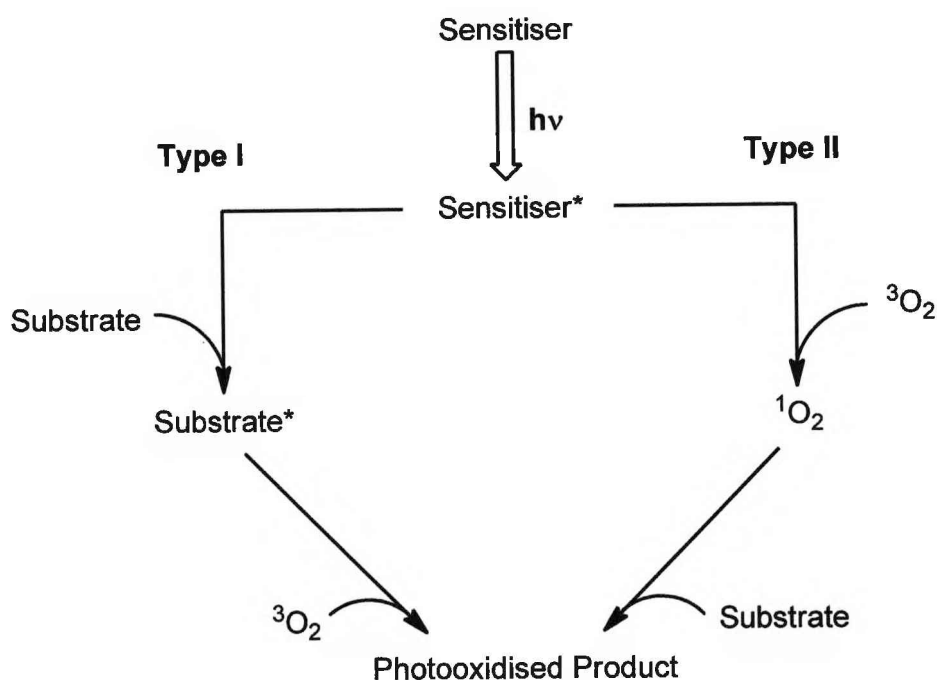 Sensitiser
hν
Type I
Type II
Sensitiser*
Substrate
³O₂
Substrate*
¹O₂
³O₂
Substrate
Photooxidised Product